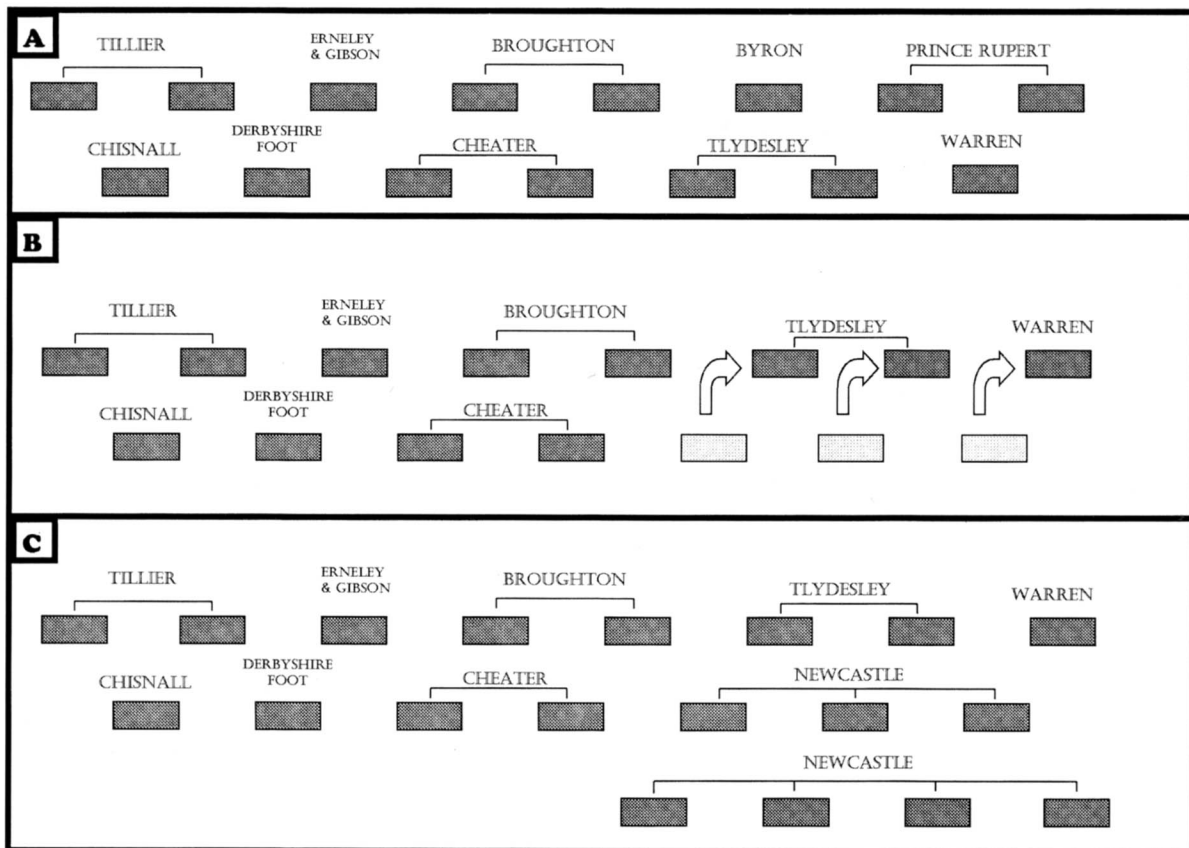 A
TILLIER
ERNELEY
& GIBSON
BROUGHTON
BYRON
PRINCE RUPERT
CHISNALL
DERBYSHIRE
FOOT
CHEATER
TLYDESLEY
WARREN
B
TILLIER
ERNELEY
& GIBSON
BROUGHTON
TLYDESLEY
WARREN
CHISNALL
DERBYSHIRE
FOOT
CHEATER
C
TILLIER
ERNELEY
& GIBSON
BROUGHTON
TLYDESLEY
WARREN
CHISNALL
DERBYSHIRE
FOOT
CHEATER
NEWCASTLE
NEWCASTLE